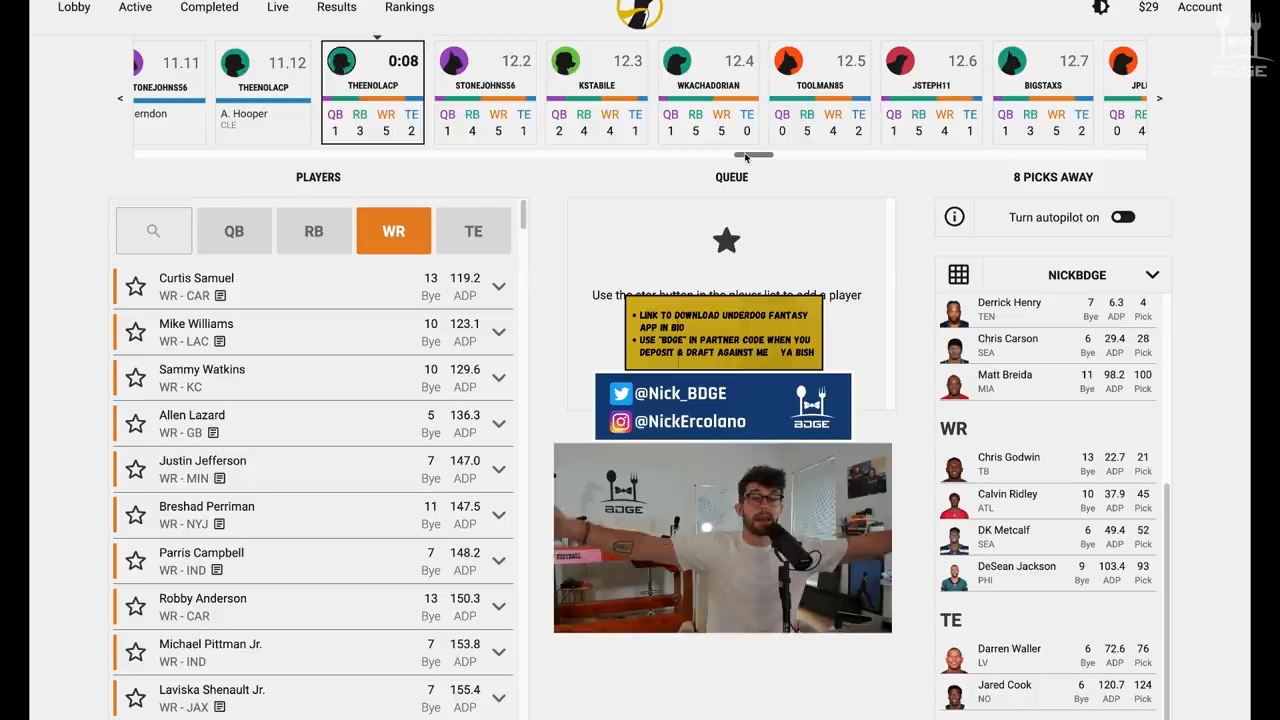 Lobby Active Completed Live Results Rankings $29 Account
BDGE
11.11 11.12 0:08 12.2 12.3 12.4 12.5 12.6 12.7
TONEJOHNS56 THEENOLACP THEENOLACP STONEJOHNS56 KSTABILE WKACHADORIAN TOOLMAN85 JSTEPH11 BIGSTAXS JPL
erndon A. Hooper QB RB WR TE QB RB WR TE QB RB WR TE QB RB WR TE QB RB WR TE QB RB WR TE QB RB WR TE QB RB
CLE 1 3 5 2 1 4 5 1 2 4 4 1 1 5 5 0 0 5 4 2 1 5 4 1 1 3 5 2 0 4
< >
PLAYERS QUEUE 8 PICKS AWAY
QB RB WR TE
Turn autopilot on
Curtis Samuel 13 119.2
WR - CAR Bye ADP
Mike Williams 10 123.1
WR - LAC Bye ADP
Sammy Watkins 10 129.6
WR - KC Bye ADP
Allen Lazard 5 136.3
WR - GB Bye ADP
Justin Jefferson 7 147.0
WR - MIN Bye ADP
Breshad Perriman 11 147.5
WR - NYJ Bye ADP
Parris Campbell 7 148.2
WR - IND Bye ADP
Robby Anderson 13 150.3
WR - CAR Bye ADP
Michael Pittman Jr. 7 153.8
WR - IND Bye ADP
Laviska Shenault Jr. 7 155.4
WR - JAX Bye ADP
Use the star button in the player list to add a player
• LINK TO DOWNLOAD UNDERDOG FANTASY
APP IN BIO
• USE "BDGE" IN PARTNER CODE WHEN YOU
DEPOSIT & DRAFT AGAINST ME YA BISH
@Nick_BDGE
@NickErcolano
BDGE
BDGE
FOOTBALL
NICKBDGE
Derrick Henry 7 6.3 4
TEN Bye ADP Pick
Chris Carson 6 29.4 28
SEA Bye ADP Pick
Matt Breida 11 98.2 100
MIA Bye ADP Pick
WR
Chris Godwin 13 22.7 21
TB Bye ADP Pick
Calvin Ridley 10 37.9 45
ATL Bye ADP Pick
DK Metcalf 6 49.4 52
SEA Bye ADP Pick
DeSean Jackson 9 103.4 93
PHI Bye ADP Pick
TE
Darren Waller 6 72.6 76
LV Bye ADP Pick
Jared Cook 6 120.7 124
NO Bye ADP Pick